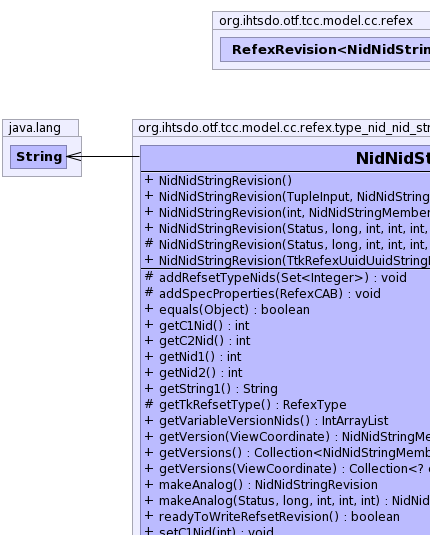 org.ihtsdo.otf.tcc.model.cc.refex
RefexRevision<NidNidStrin
java.lang
String
org.ihtsdo.otf.tcc.model.cc.refex.type_nid_nid_str
NidNidSt
+ NidNidStringRevision()
+ NidNidStringRevision(TupleInput, NidNidString
+ NidNidStringRevision(int, NidNidStringMember
+ NidNidStringRevision(Status, long, int, int, int,
# NidNidStringRevision(Status, long, int, int, int,
+ NidNidStringRevision(TtkRefexUuidUuidString
# addRefsetTypeNids(Set<Integer>) : void
# addSpecProperties(RefexCAB) : void
+ equals(Object) : boolean
+ getC1Nid() : int
+ getC2Nid() : int
+ getNid1() : int
+ getNid2() : int
+ getString1() : String
# getTkRefsetType() : RefexType
+ getVariableVersionNids() : IntArrayList
+ getVersion(ViewCoordinate) : NidNidStringMe
+ getVersions() : Collection<NidNidStringMemb
+ getVersions(ViewCoordinate) : Collection<?
+ makeAnalog() : NidNidStringRevision
+ makeAnalog(Status, long, int, int, int) : NidNid
+ readyToWriteRefsetRevision() : boolean
+ setC1Nid(int) : void